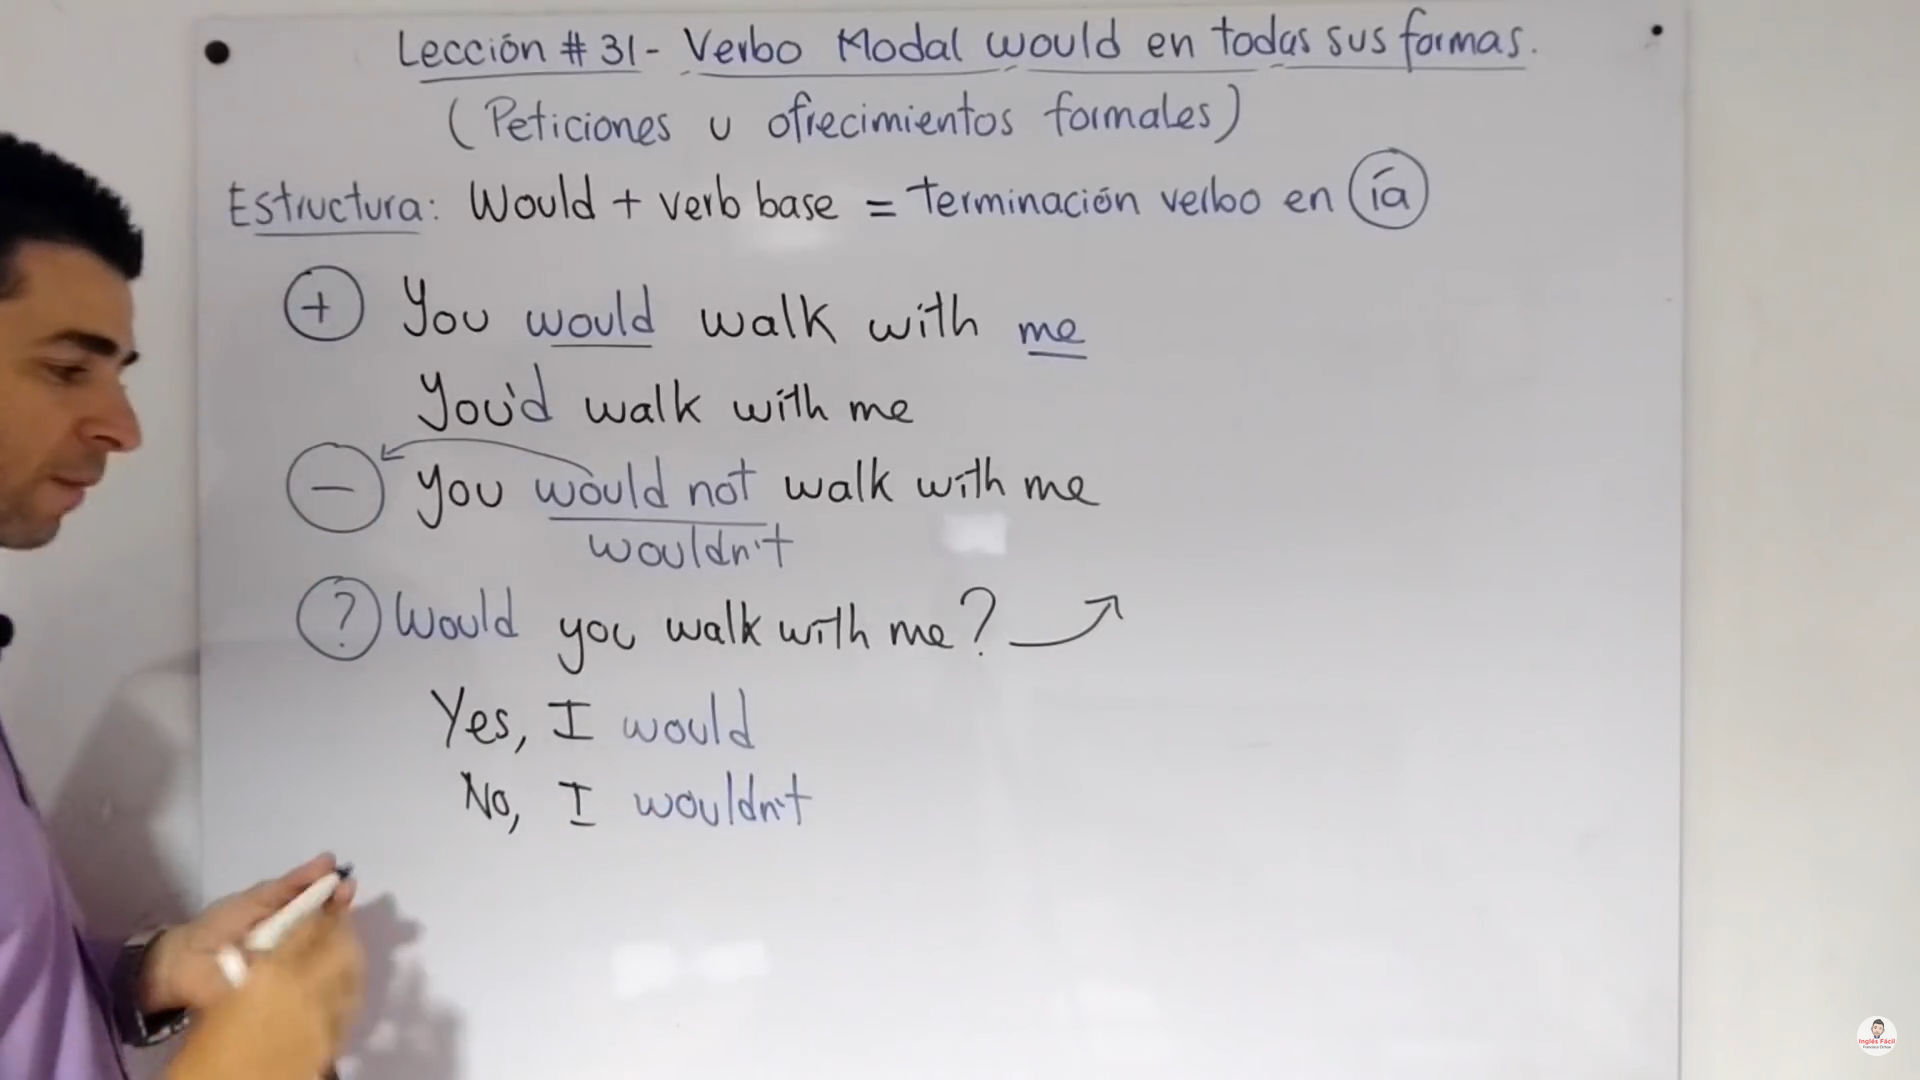 Lección # 31 - Verbo Modal would en todas sus formas.
(Peticiones u ofrecimientos formales)
Estructura: Would + verb base = terminación verbo en ía
+ You would walk with me
You'd walk with me
- you would not walk with me
wouldn't
? Would you walk with me?
Yes, I would
No, I wouldn't
Inglés Fácil